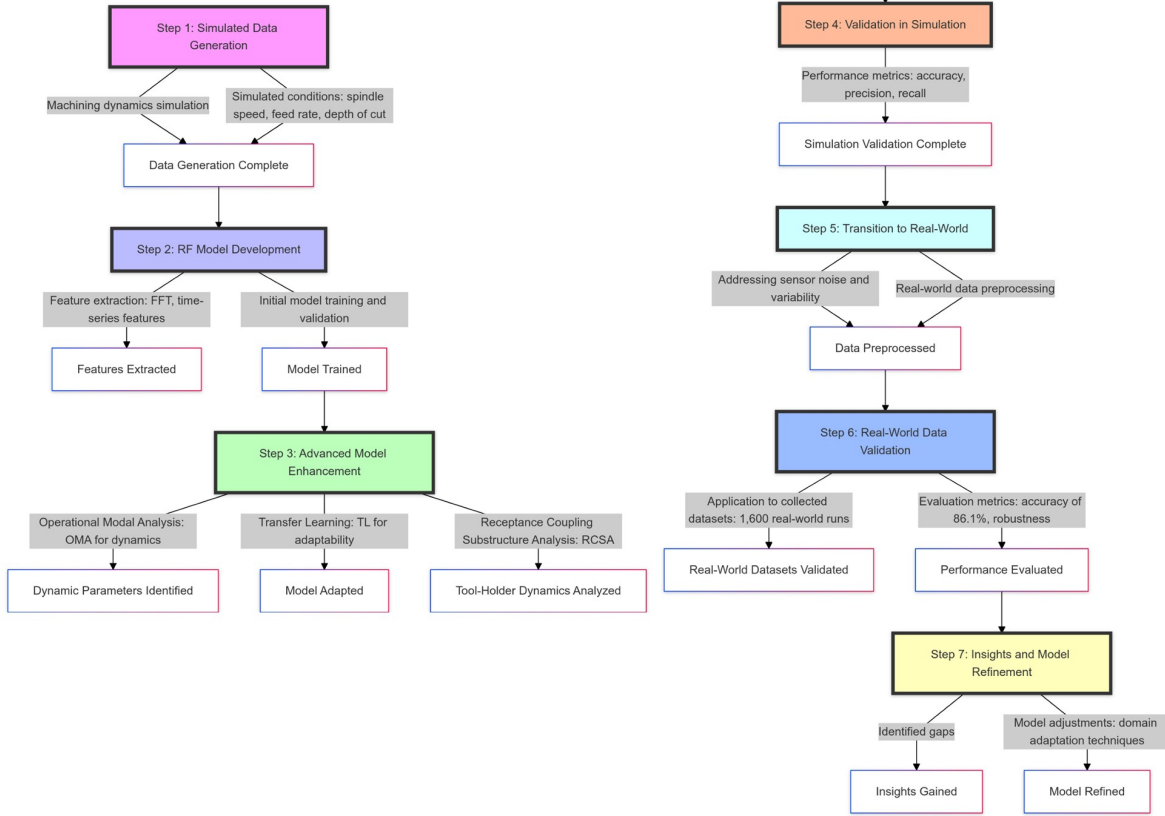 Step 1: Simulated Data
Generation
Machining dynamics simulation
Simulated conditions: spindle
speed, feed rate, depth of cut
Data Generation Complete
Step 2: RF Model Development
Feature extraction: FFT, time-
series features
Initial model training and
validation
Features Extracted
Model Trained
Step 3: Advanced Model
Enhancement
Operational Modal Analysis:
OMA for dynamics
Transfer Learning: TL for
adaptability
Receptance Coupling
Substructure Analysis: RCSA
Dynamic Parameters Identified
Model Adapted
Tool-Holder Dynamics Analyzed
Step 4: Validation in Simulation
Performance metrics: accuracy,
precision, recall
Simulation Validation Complete
Step 5: Transition to Real-World
Addressing sensor noise and
variability
Real-world data preprocessing
Data Preprocessed
Step 6: Real-World Data
Validation
Application to collected
datasets: 1,600 real-world runs
Evaluation metrics: accuracy of
86.1%, robustness
Real-World Datasets Validated
Performance Evaluated
Step 7: Insights and Model
Refinement
Identified gaps
Model adjustments: domain
adaptation techniques
Insights Gained
Model Refined